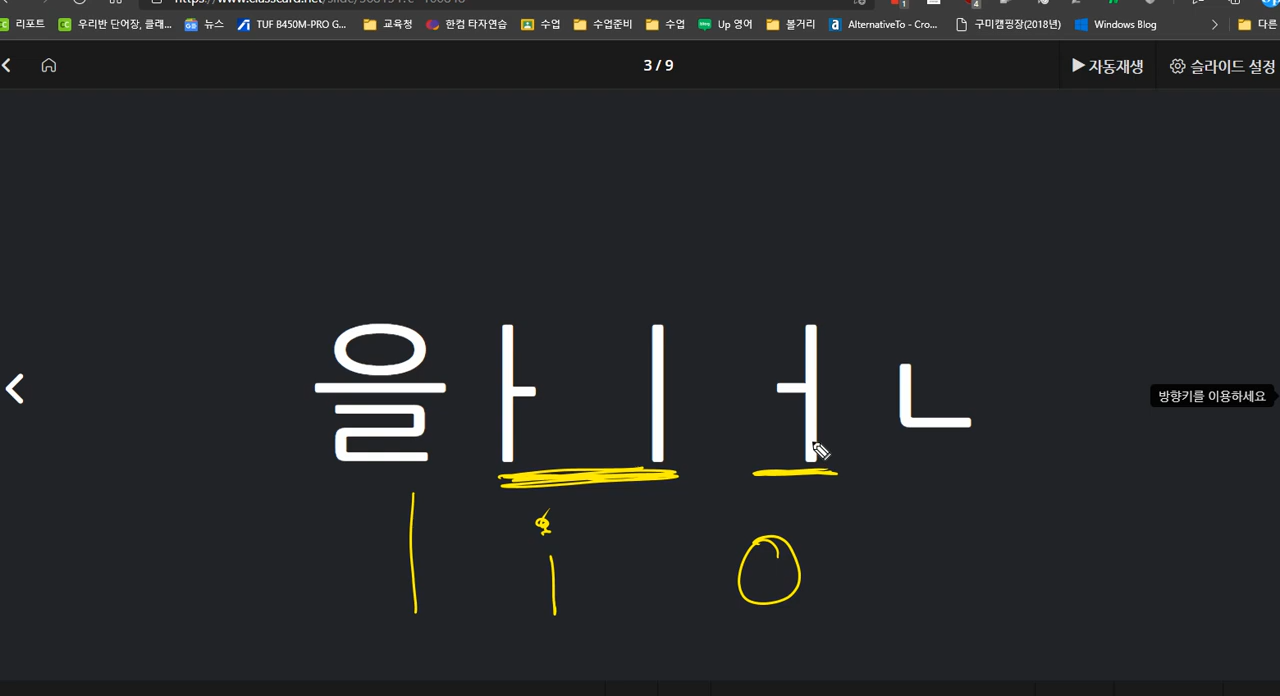 리포트 우리반 단어장, 클래... 뉴스 TUF B450M-PRO G... 교육청 한컴 타자연습 수업 수업준비 수업 Up 영어 볼거리 AlternativeTo - Cro... 구미캠핑장(2018년) Windows Blog 다른
3 / 9 자동재생 슬라이드 설정
을 ㅏ ㅣ ㅓ ㄴ
방향키를 이용하세요
l i o